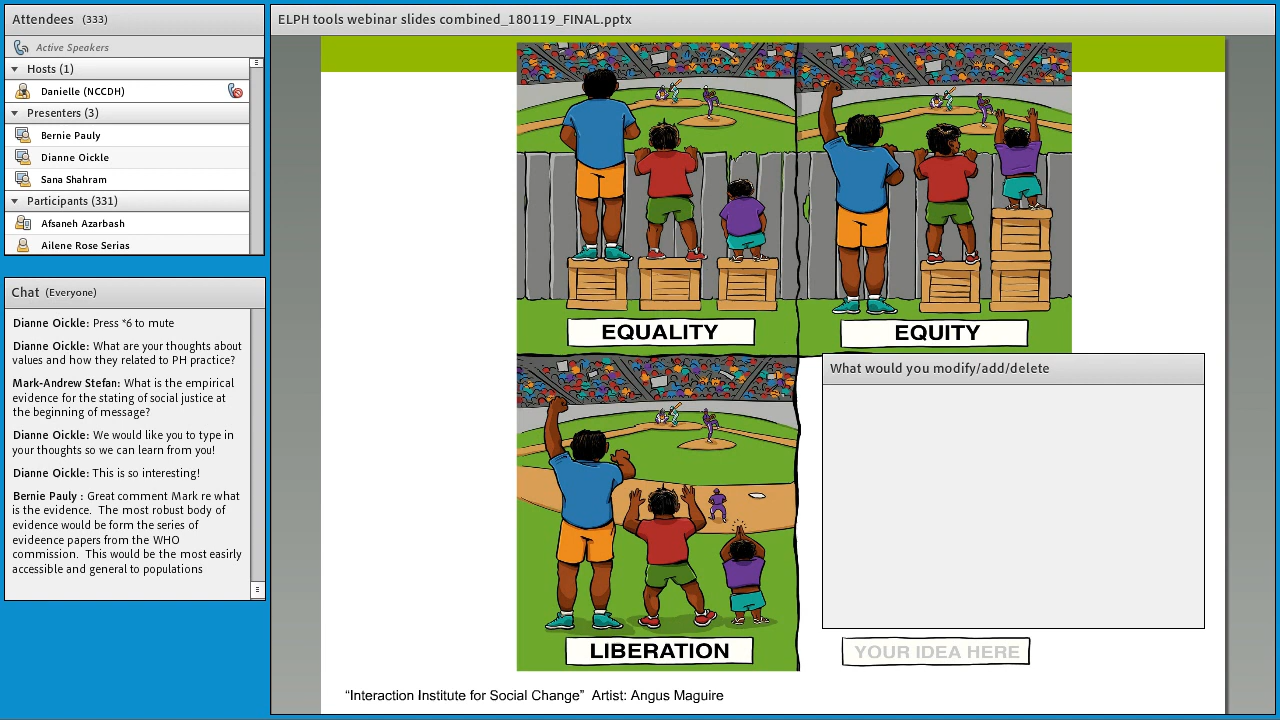 Attendees (333)
Active Speakers
Hosts (1)
Danielle (NCCDH)
Presenters (3)
Bernie Pauly
Dianne Oickle
Sana Shahram
Participants (331)
Afsaneh Azarbash
Ailene Rose Serias
Chat (Everyone)
Dianne Oickle: Press *6 to mute
Dianne Oickle: What are your thoughts about
values and how they related to PH practice?
Mark-Andrew Stefan: What is the empirical
evidence for the stating of social justice at
the beginning of message?
Dianne Oickle: We would like you to type in
your thoughts so we can learn from you!
Dianne Oickle: This is so interesting!
Bernie Pauly : Great comment Mark re what
is the evidence. The most robust body of
evidence would be form the series of
evideece papers from the WHO
commission. This would be the most easirly
accessible and general to populations
ELPH tools webinar slides combined_180119_FINAL.pptx
EQUALITY
EQUITY
LIBERATION
What would you modify/add/delete
YOUR IDEA HERE
“Interaction Institute for Social Change” Artist: Angus Maguire